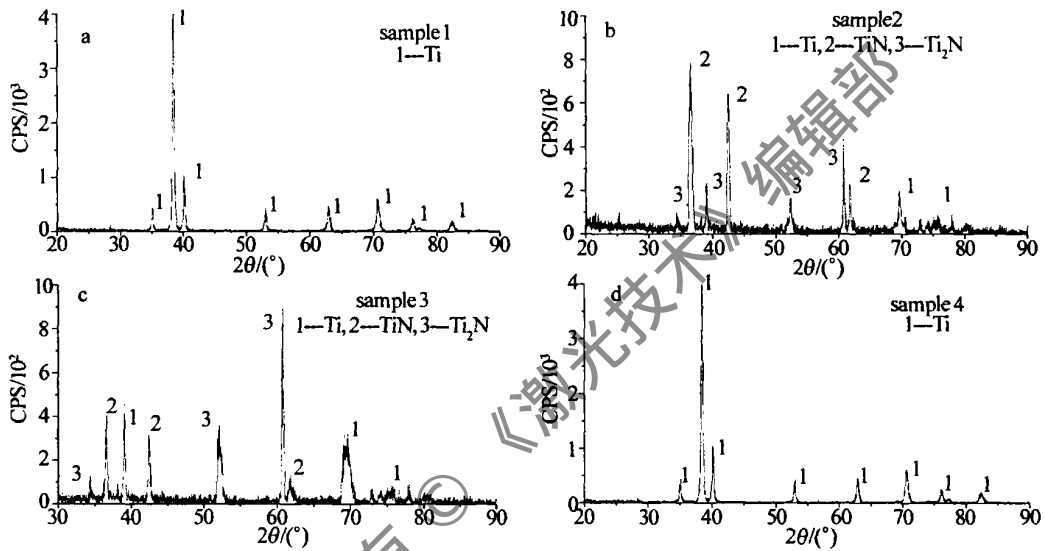 a
sample 1
1—Ti
1
1
1
1
1
1
1
1
CPS/10³
4
3
2
1
0
20 30 40 50 60 70 80 90
2θ/(°)
b
sample2
1—Ti, 2—TiN, 3—Ti₂N
2
2
3
3
3
3
2
1
1
CPS/10²
10
8
6
4
2
0
20 30 40 50 60 70 80 90
2θ/(°)
c
sample 3
1—Ti, 2—TiN, 3—Ti₂N
3
2
1
2
3
3
2
1
1
CPS/10²
10
8
6
4
2
0
30 40 50 60 70 80 90
2θ/(°)
d
sample 4
1—Ti
1
1
1
1
1
1
1
1
CPS/10³
4
3
2
1
0
20 30 40 50 60 70 80 90
2θ/(°)
©《激光技术》编辑部